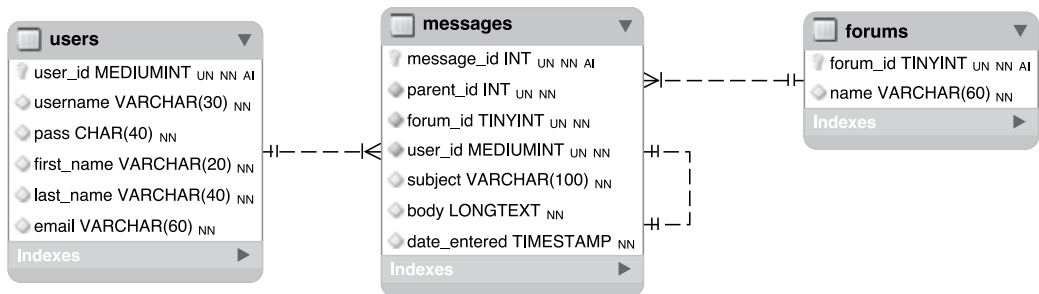 users
user_id MEDIUMINT UN NN AI
username VARCHAR(30) NN
pass CHAR(40) NN
first_name VARCHAR(20) NN
last_name VARCHAR(40) NN
email VARCHAR(60) NN
Indexes
messages
message_id INT UN NN AI
parent_id INT UN NN
forum_id TINYINT UN NN
user_id MEDIUMINT UN NN
subject VARCHAR(100) NN
body LONGTEXT NN
date_entered TIMESTAMP NN
Indexes
forums
forum_id TINYINT UN NN AI
name VARCHAR(60) NN
Indexes